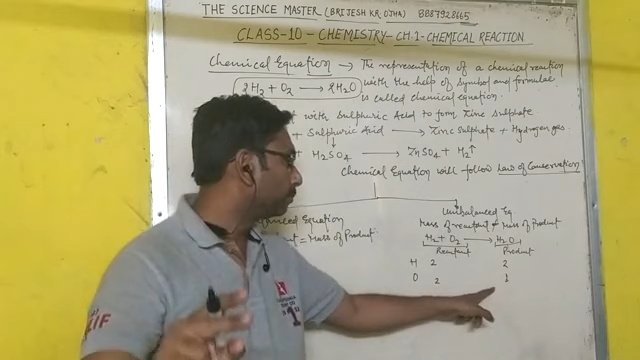 THE SCIENCE MASTER (BRIJESH KR. OJHA) 8887928665
CLASS-10 - CHEMISTRY - CH-1-CHEMICAL REACTION
Chemical Equation → The representation of a chemical reaction
with the help of symbol and formulae
2H₂ + O₂ → 2H₂O
is called chemical equation.
with Sulphuric Acid to form Zinc Sulphate
+ Sulphuric Acid → Zinc Sulphate + Hydrogen gas.
+ H₂SO₄ → ZnSO₄ + H₂↑
Chemical Equation will follow Law of Conservation
Equation
= Mass of Product
Unbalanced Eq.
Mass of reactant ≠ Mass of Product
H₂ + O₂ → H₂O
Reactant Product
H 2 2
O 2 1